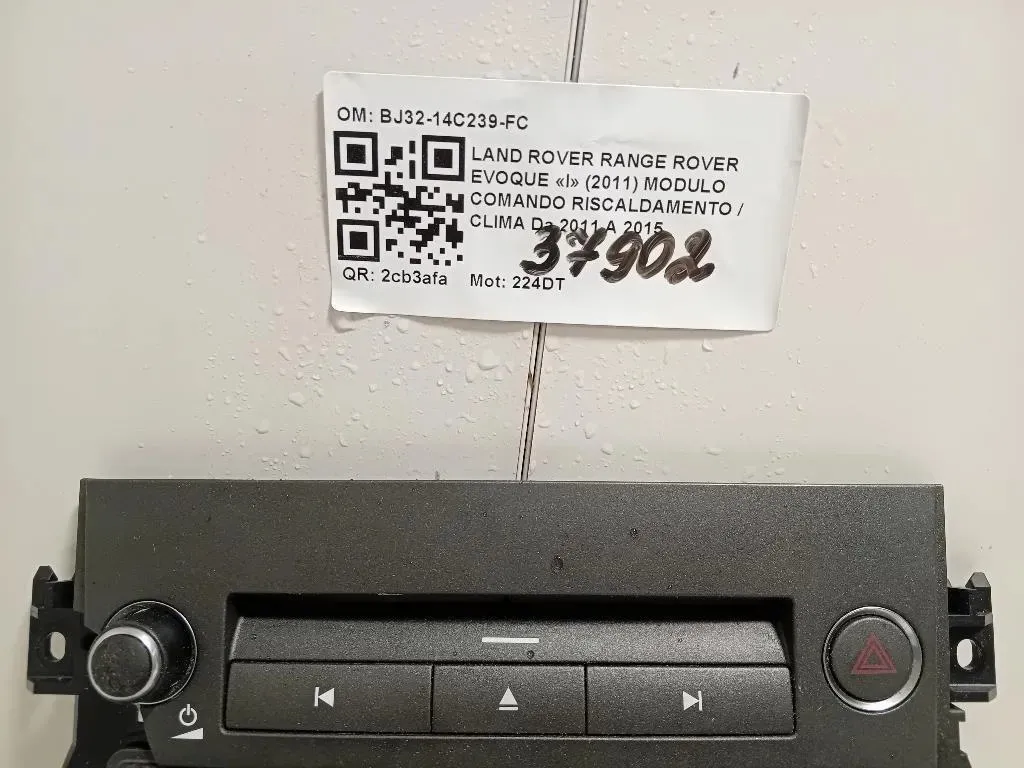 OM: BJ32-14C239-FC
LAND ROVER RANGE ROVER
EVOQUE «I» (2011) MODULO
COMANDO RISCALDAMENTO /
CLIMA Da 2011 A 2015
37902
QR: 2cb3afa Mot: 224DT